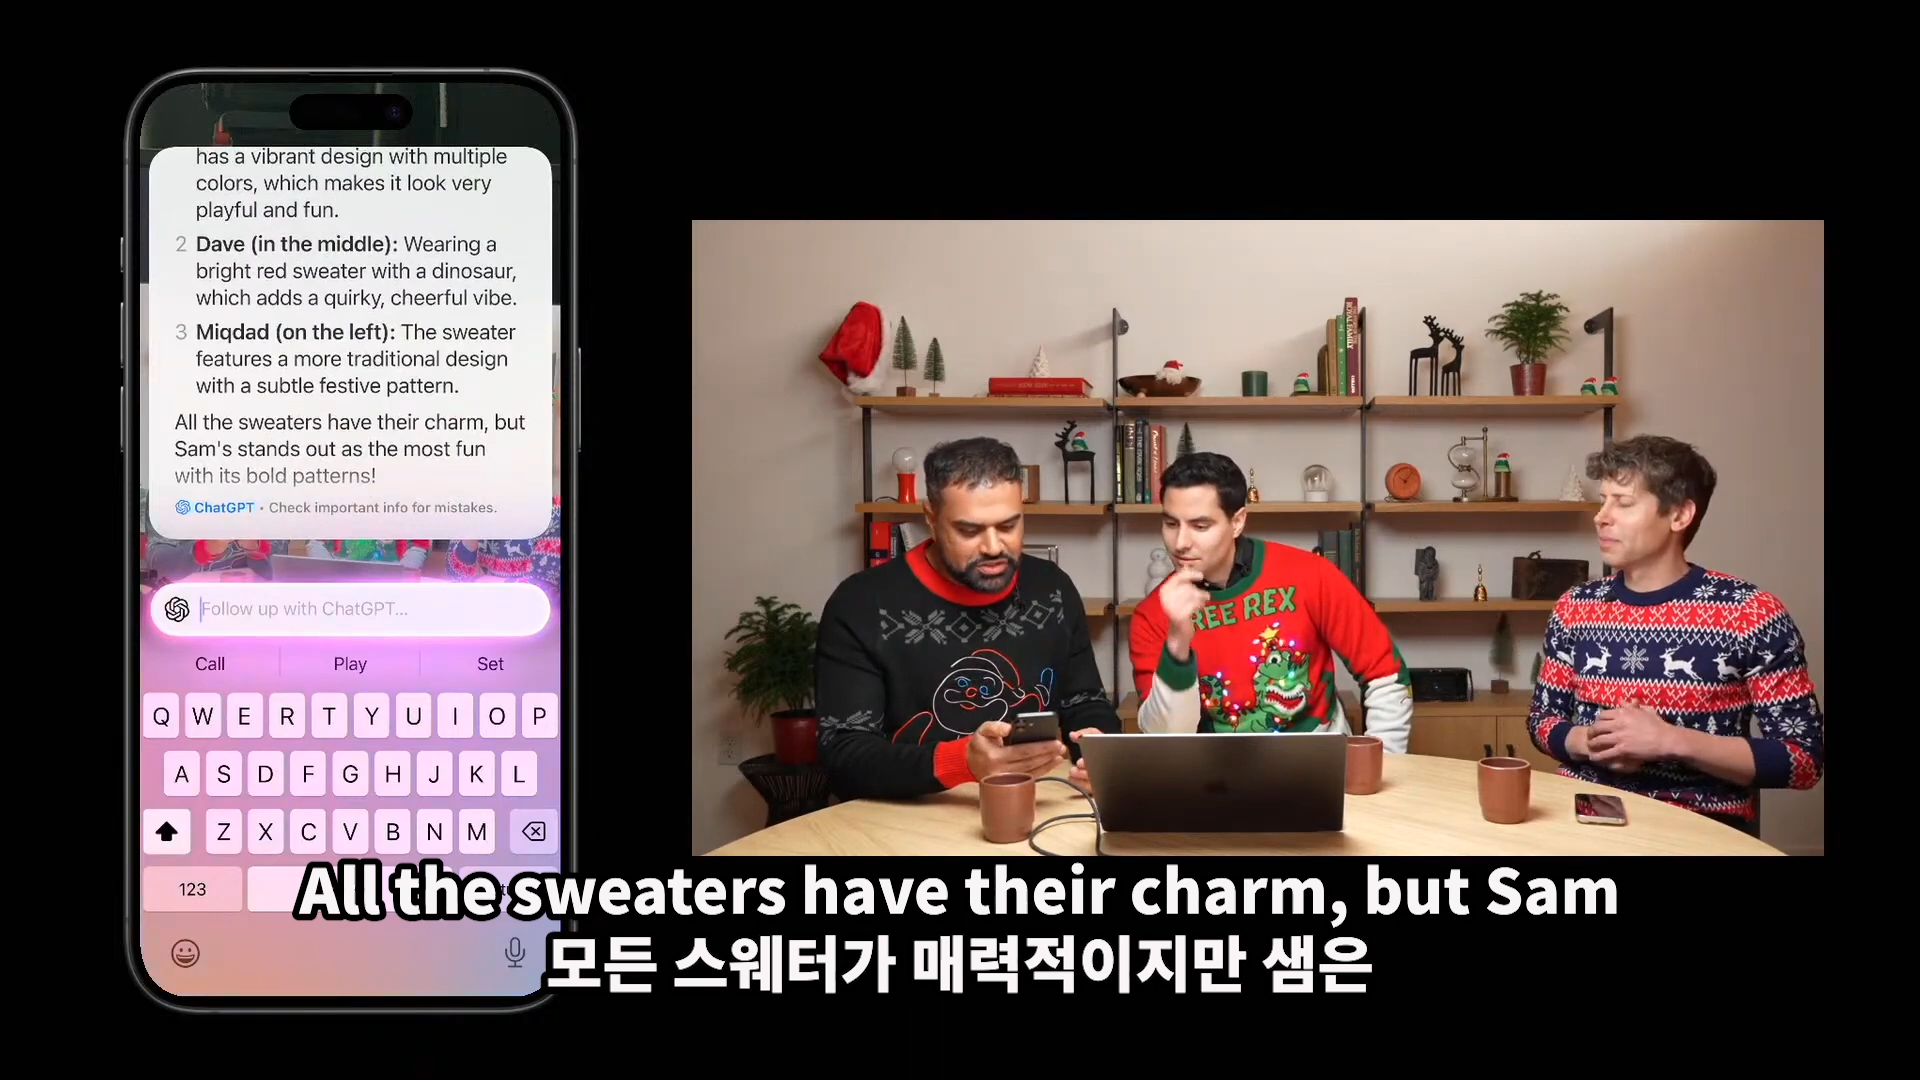 has a vibrant design with multiple
colors, which makes it look very
playful and fun.
2 Dave (in the middle): Wearing a
bright red sweater with a dinosaur,
which adds a quirky, cheerful vibe.
3 Miqdad (on the left): The sweater
features a more traditional design
with a subtle festive pattern.
All the sweaters have their charm, but
Sam's stands out as the most fun
with its bold patterns!
ChatGPT • Check important info for mistakes.
Follow up with ChatGPT...
Call Play Set
Q W E R T Y U I O P
A S D F G H J K L
Z X C V B N M
123
REE REX
All the sweaters have their charm, but Sam
모든 스웨터가 매력적이지만 샘은